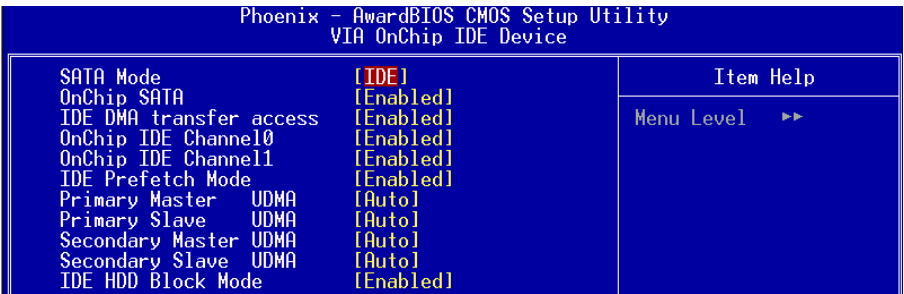 Phoenix - AwardBIOS CMOS Setup Utility
VIA OnChip IDE Device
SATA Mode [IDE]
OnChip SATA [Enabled]
IDE DMA transfer access [Enabled]
OnChip IDE Channel0 [Enabled]
OnChip IDE Channel1 [Enabled]
IDE Prefetch Mode [Enabled]
Primary Master UDMA [Auto]
Primary Slave UDMA [Auto]
Secondary Master UDMA [Auto]
Secondary Slave UDMA [Auto]
IDE HDD Block Mode [Enabled]
Item Help
Menu Level ►►